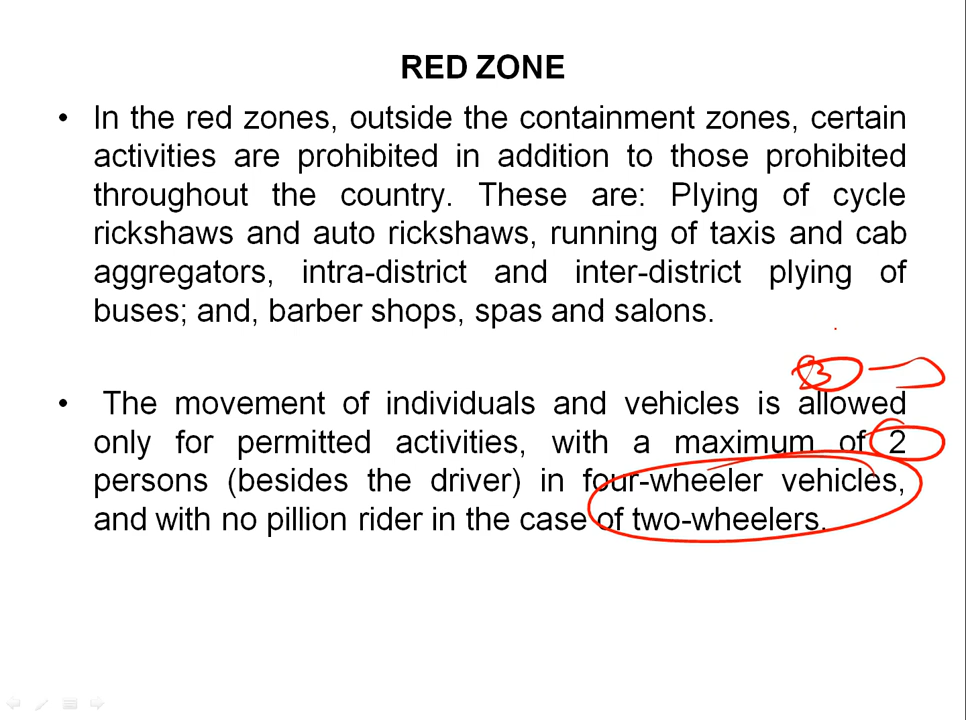 RED ZONE
• In the red zones, outside the containment zones, certain
activities are prohibited in addition to those prohibited
throughout the country. These are: Plying of cycle
rickshaws and auto rickshaws, running of taxis and cab
aggregators, intra-district and inter-district plying of
buses; and, barber shops, spas and salons.
• The movement of individuals and vehicles is allowed
only for permitted activities, with a maximum of 2
persons (besides the driver) in four-wheeler vehicles,
and with no pillion rider in the case of two-wheelers.